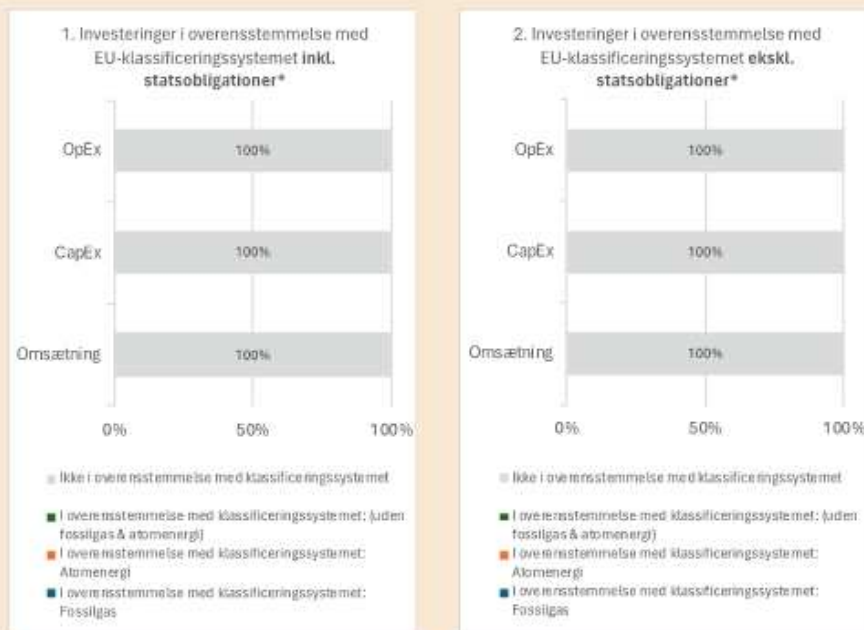 1. Investeringer i overensstemmelse med
EU-klassificeringssystemet inkl.
statsobligationer*
OpEx
100%
CapEx
100%
Omsætning
100%
0%
50%
100%
Ikke i overensstemmelse med klassificeringssystemet
I overensstemmelse med klassificeringssystemet: (uden
fossilgas & atomenergi)
I overensstemmelse med klassificeringssystemet:
Atomenergi
I overensstemmelse med klassificeringssystemet:
Fossilgas
2. Investeringer i overensstemmelse med
EU-klassificeringssystemet ekskl.
statsobligationer*
OpEx
100%
CapEx
100%
Omsætning
100%
0%
50%
100%
Ikke i overensstemmelse med klassificeringssystemet
I overensstemmelse med klassificeringssystemet: (uden
fossilgas & atomenergi)
I overensstemmelse med klassificeringssystemet:
Atomenergi
I overensstemmelse med klassificeringssystemet:
Fossilgas